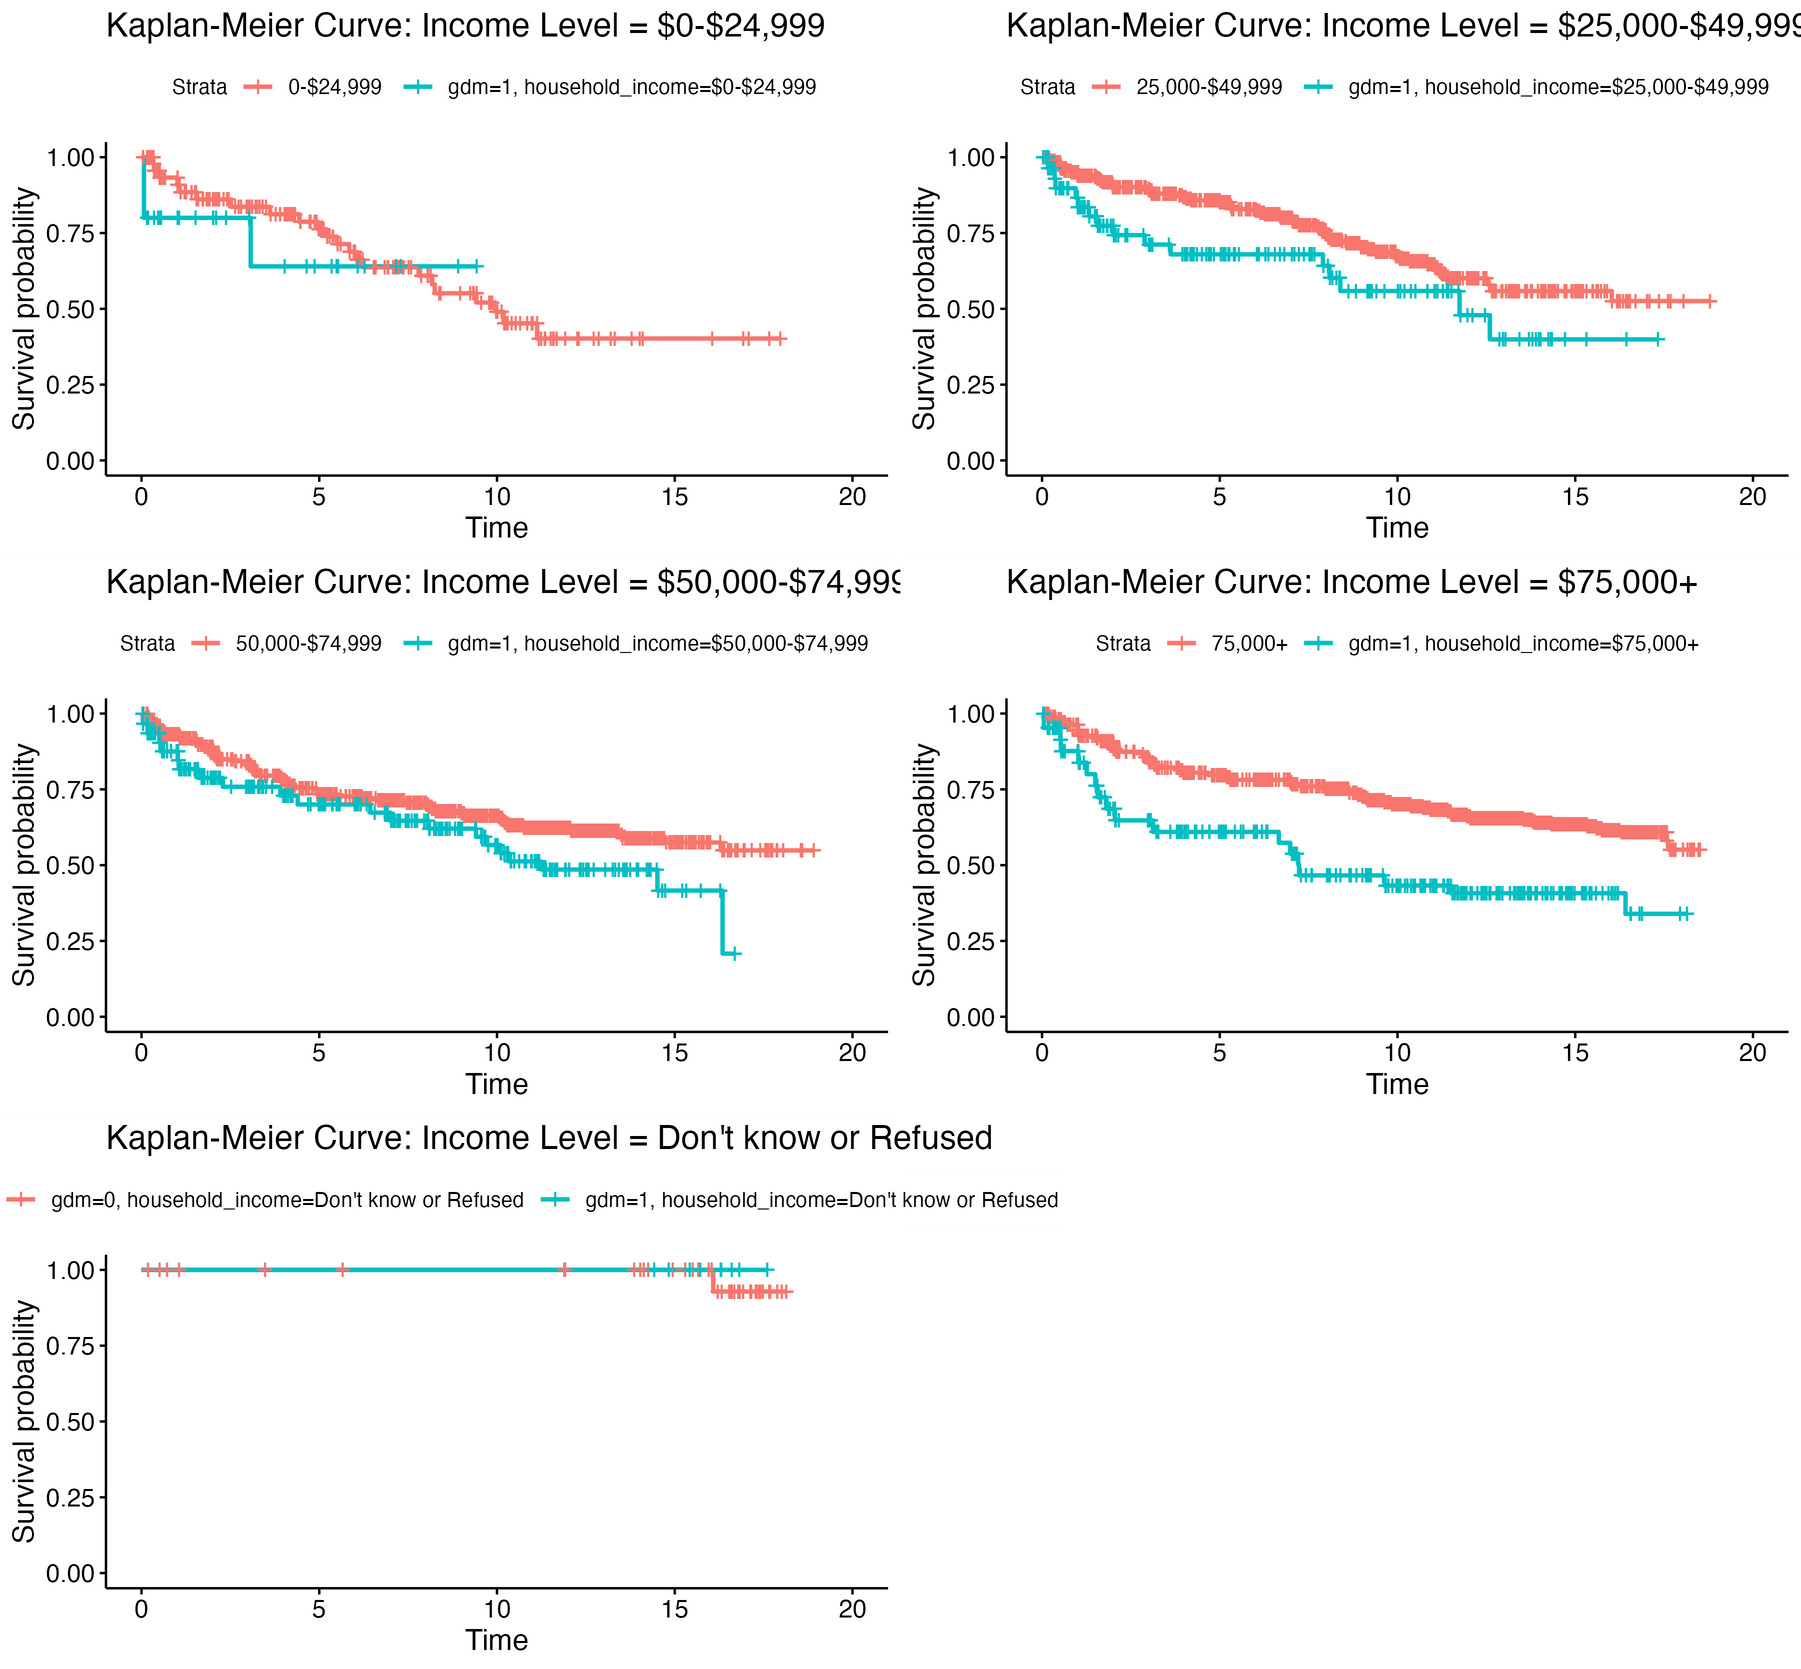 Kaplan-Meier Curve: Income Level = $0-$24,999
Strata 0-$24,999 gdm=1, household_income=$0-$24,999
1.00
0.75
0.50
0.25
0.00
Survival probability
0 5 10 15 20
Time
Kaplan-Meier Curve: Income Level = $25,000-$49,999
Strata 25,000-$49,999 gdm=1, household_income=$25,000-$49,999
1.00
0.75
0.50
0.25
0.00
Survival probability
0 5 10 15 20
Time
Kaplan-Meier Curve: Income Level = $50,000-$74,999
Strata 50,000-$74,999 gdm=1, household_income=$50,000-$74,999
1.00
0.75
0.50
0.25
0.00
Survival probability
0 5 10 15 20
Time
Kaplan-Meier Curve: Income Level = $75,000+
Strata 75,000+ gdm=1, household_income=$75,000+
1.00
0.75
0.50
0.25
0.00
Survival probability
0 5 10 15 20
Time
Kaplan-Meier Curve: Income Level = Don't know or Refused
gdm=0, household_income=Don't know or Refused gdm=1, household_income=Don't know or Refused
1.00
0.75
0.50
0.25
0.00
Survival probability
0 5 10 15 20
Time